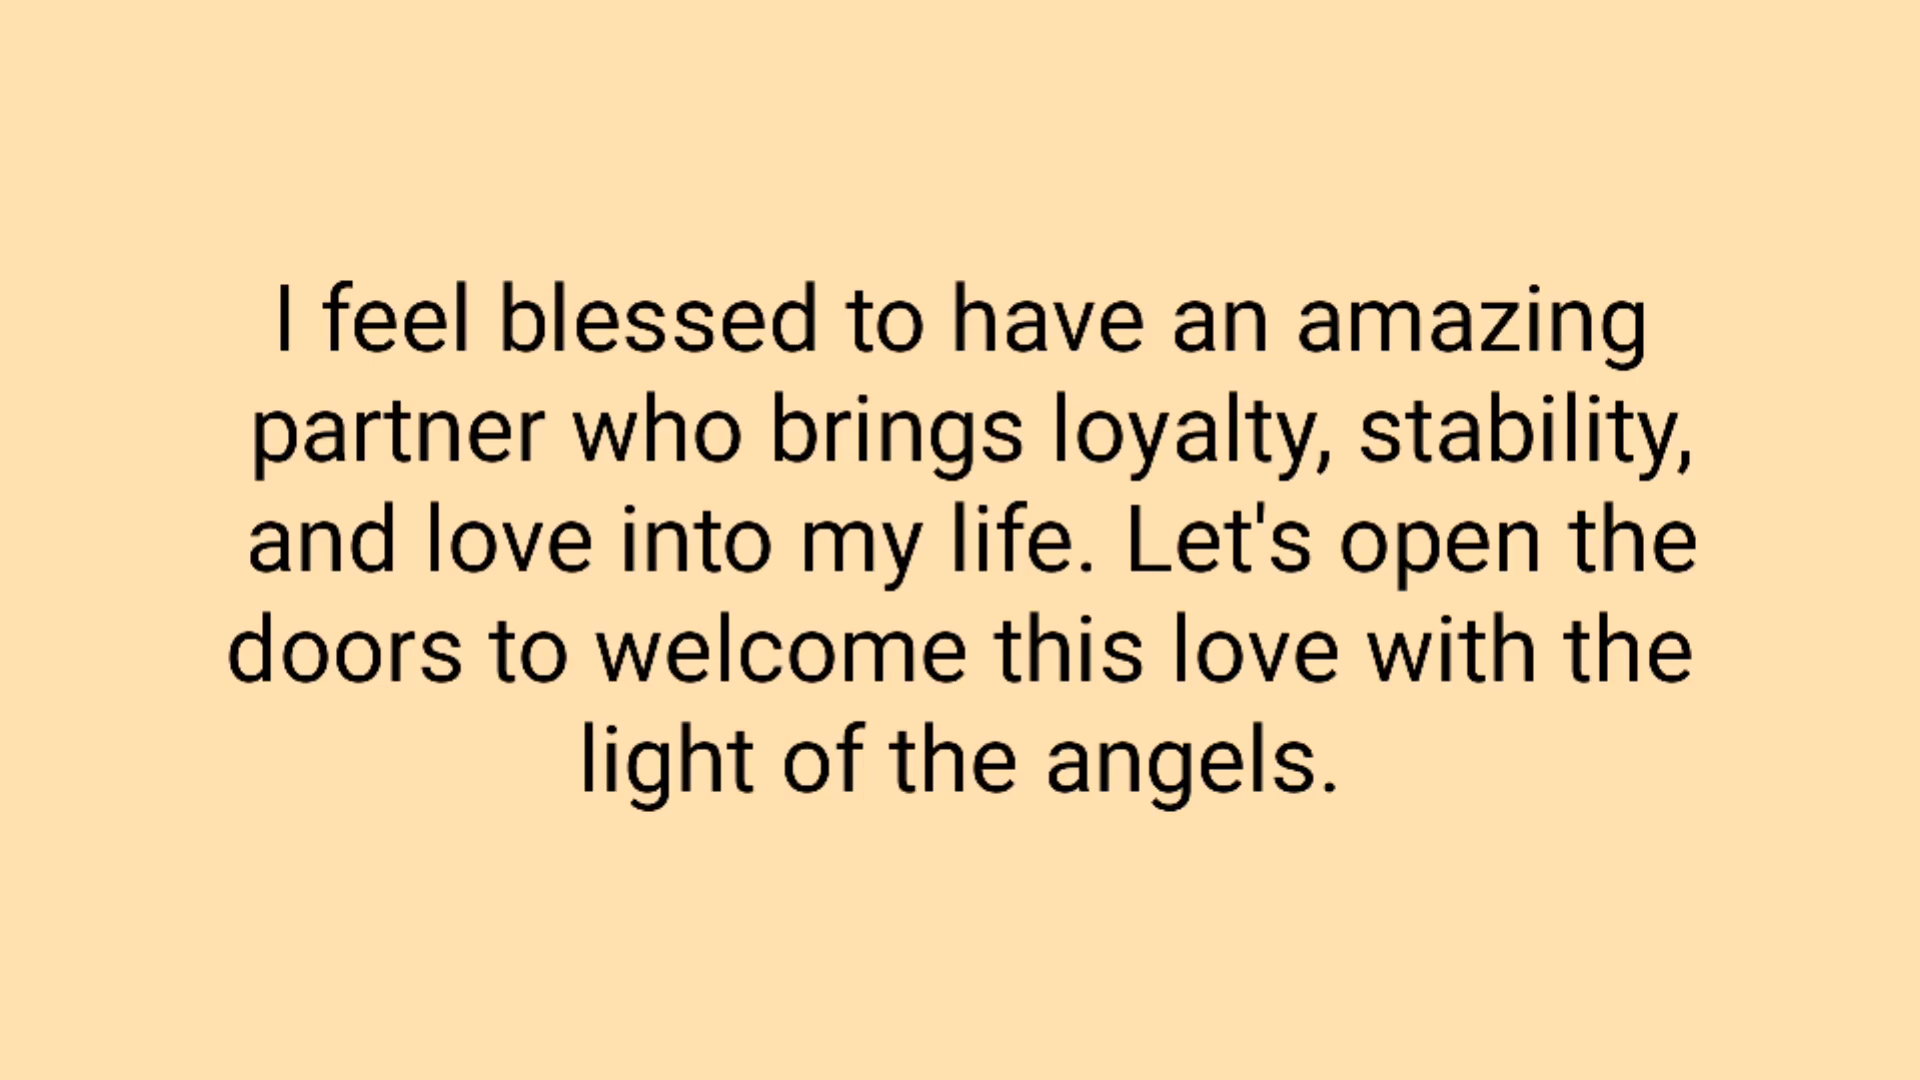 I feel blessed to have an amazing
partner who brings loyalty, stability,
and love into my life. Let's open the
doors to welcome this love with the
light of the angels.